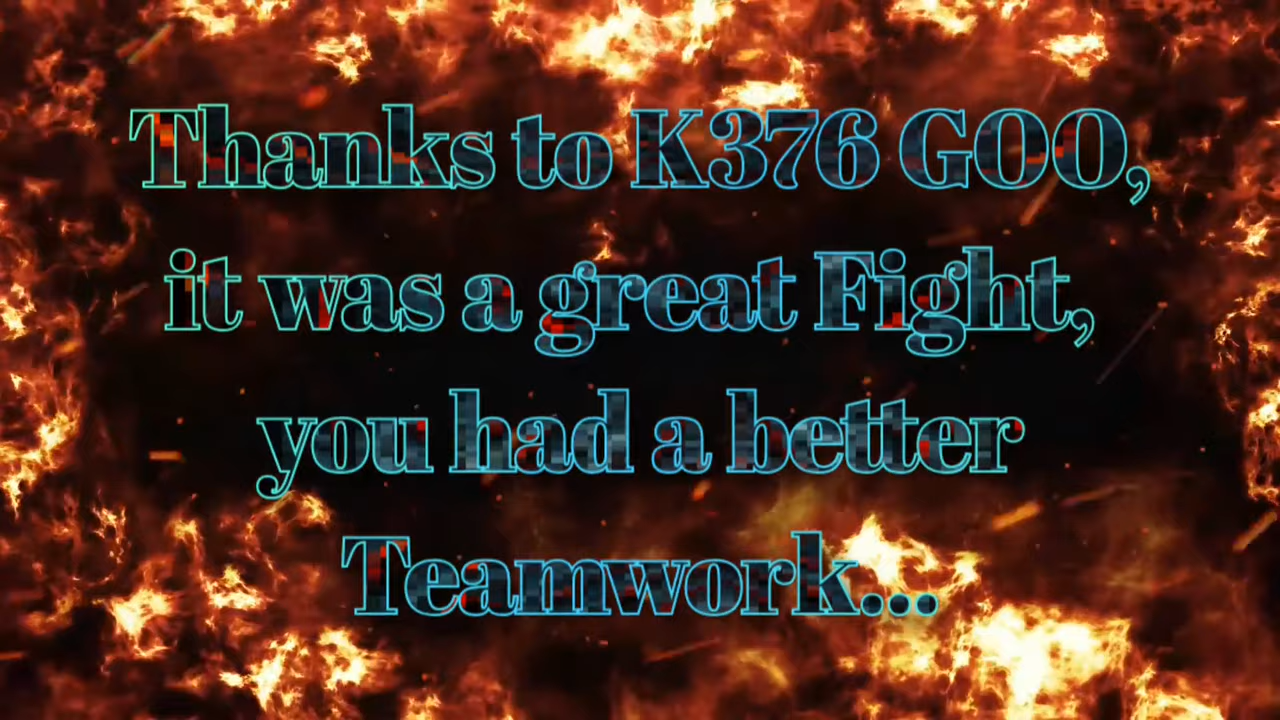 Thanks to K376 GOO,
it was a great Fight,
you had a better
Teamwork...